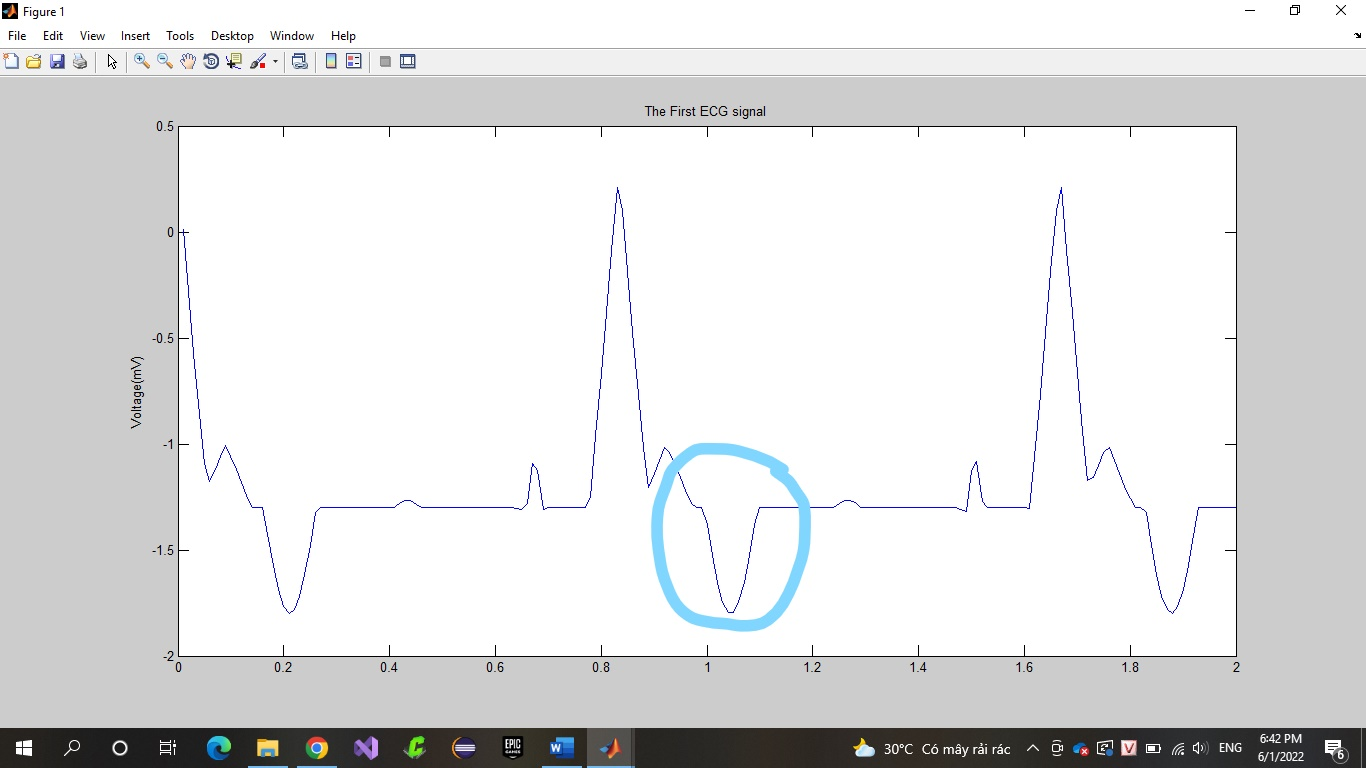 Figure 1
File Edit View Insert Tools Desktop Window Help
The First ECG signal
0.5
0
-0.5
-1
-1.5
-2
Voltage(mV)
0 0.2 0.4 0.6 0.8 1 1.2 1.4 1.6 1.8 2
EPIC
GAMES
30°C Có mây rải rác
V
ENG
6:42 PM
6/1/2022
6